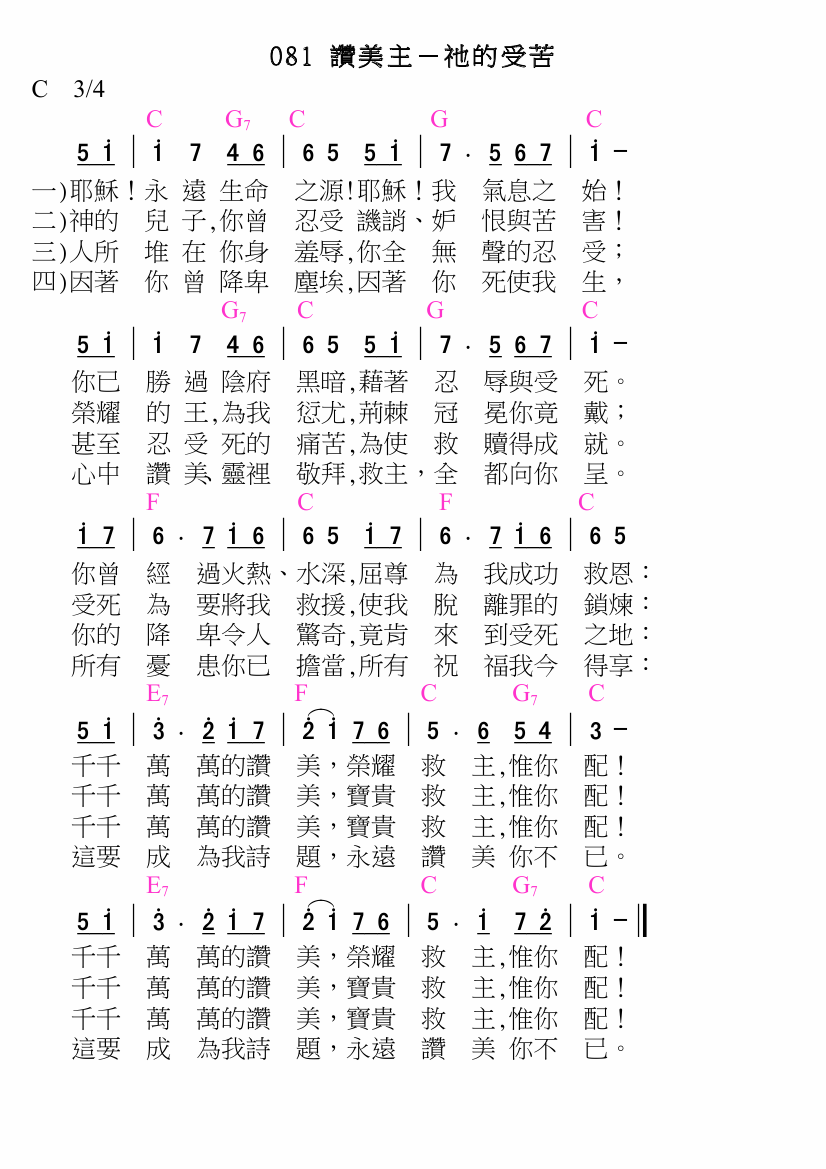 081 讚美主－祂的受苦
C 3/4
C G7 C G C
5 i | i 7 4 6 | 6 5 5 i | 7 . 5 6 7 | i –
一)耶穌！永 遠 生命 之源!耶穌！我 氣息之 始！
二)神的 兒 子,你曾 忍受 譏誚、妒 恨與苦 害！
三)人所 堆 在 你身 羞辱,你全 無 聲的忍 受；
四)因著 你 曾 降卑 塵埃,因著 你 死使我 生，
G7 C G C
5 i | i 7 4 6 | 6 5 5 i | 7 . 5 6 7 | i –
你已 勝 過 陰府 黑暗,藉著 忍 辱與受 死。
榮耀 的 王,為我 愆尤,荊棘 冠 冕你竟 戴；
甚至 忍 受 死的 痛苦,為使 救 贖得成 就。
心中 讚 美、靈裡 敬拜,救主，全 都向你 呈。
F C F C
i 7 | 6 . 7 i 6 | 6 5 i 7 | 6 . 7 i 6 | 6 5
你曾 經 過火熱、水深,屈尊 為 我成功 救恩：
受死 為 要將我 救援,使我 脫 離罪的 鎖煉：
你的 降 卑令人 驚奇,竟肯 來 到受死 之地：
所有 憂 患你已 擔當,所有 祝 福我今 得享：
E7 F C G7 C
5 i | 3 . 2 i 7 | 2 i 7 6 | 5 . 6 5 4 | 3 –
千千 萬 萬的讚 美，榮耀 救 主,惟你 配！
千千 萬 萬的讚 美，寶貴 救 主,惟你 配！
千千 萬 萬的讚 美，寶貴 救 主,惟你 配！
這要 成 為我詩 題，永遠 讚 美 你不 已。
E7 F C G7 C
5 i | 3 . 2 i 7 | 2 i 7 6 | 5 . i 7 2 | i –
千千 萬 萬的讚 美，榮耀 救 主,惟你 配！
千千 萬 萬的讚 美，寶貴 救 主,惟你 配！
千千 萬 萬的讚 美，寶貴 救 主,惟你 配！
這要 成 為我詩 題，永遠 讚 美 你不 已。